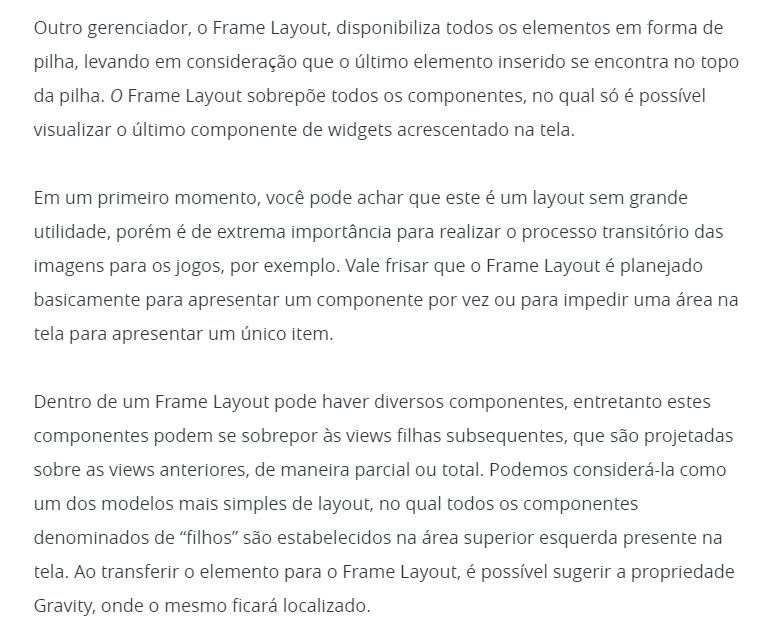 Outro gerenciador, o Frame Layout, disponibiliza todos os elementos em forma de
pilha, levando em consideração que o último elemento inserido se encontra no topo
da pilha. O Frame Layout sobrepõe todos os componentes, no qual só é possível
visualizar o último componente de widgets acrescentado na tela.
Em um primeiro momento, você pode achar que este é um layout sem grande
utilidade, porém é de extrema importância para realizar o processo transitório das
imagens para os jogos, por exemplo. Vale frisar que o Frame Layout é planejado
basicamente para apresentar um componente por vez ou para impedir uma área na
tela para apresentar um único item.
Dentro de um Frame Layout pode haver diversos componentes, entretanto estes
componentes podem se sobrepor às views filhas subsequentes, que são projetadas
sobre as views anteriores, de maneira parcial ou total. Podemos considerá-la como
um dos modelos mais simples de layout, no qual todos os componentes
denominados de “filhos” são estabelecidos na área superior esquerda presente na
tela. Ao transferir o elemento para o Frame Layout, é possível sugerir a propriedade
Gravity, onde o mesmo ficará localizado.